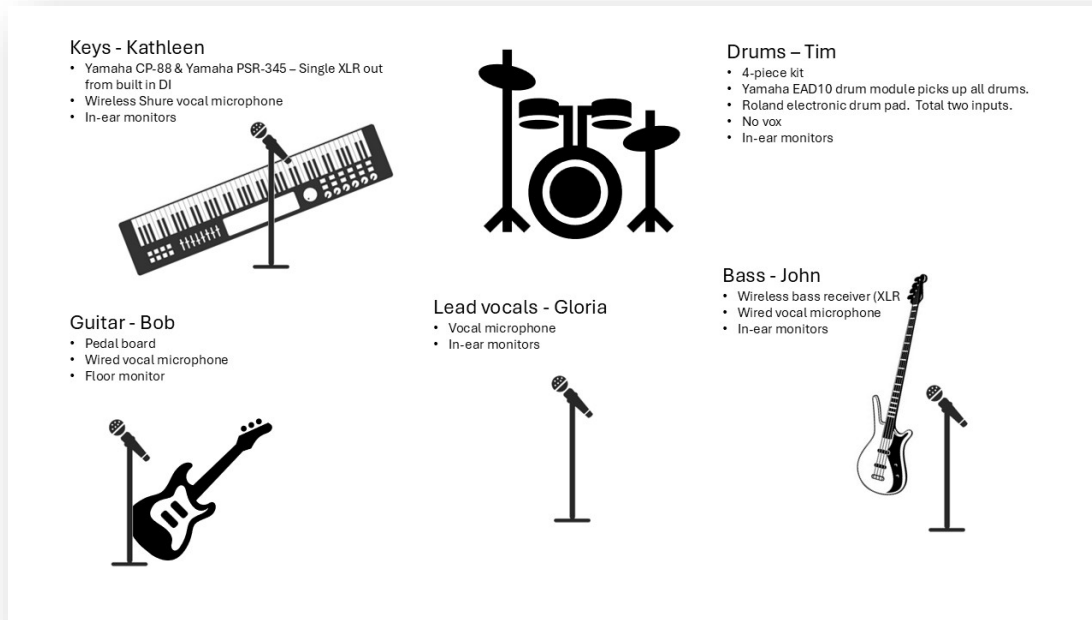 Keys - Kathleen
• Yamaha CP-88 & Yamaha PSR-345 – Single XLR out
from built in DI
• Wireless Shure vocal microphone
• In-ear monitors
Drums – Tim
• 4-piece kit
• Yamaha EAD10 drum module picks up all drums.
• Roland electronic drum pad. Total two inputs.
• No vox
• In-ear monitors
Guitar - Bob
• Pedal board
• Wired vocal microphone
• Floor monitor
Lead vocals - Gloria
• Vocal microphone
• In-ear monitors
Bass - John
• Wireless bass receiver (XLR
• Wired vocal microphone
• In-ear monitors